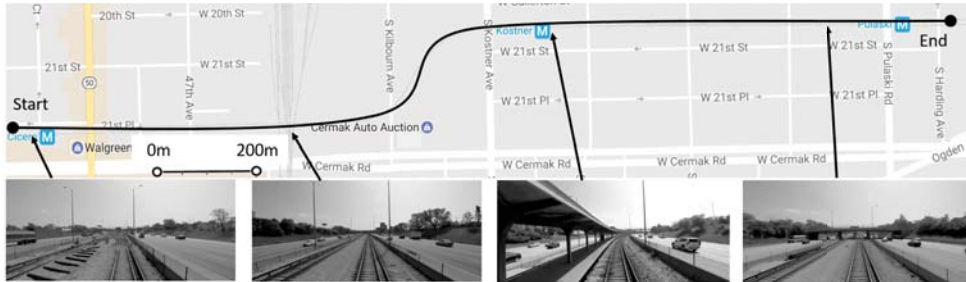 Ct
W 20th St
20th St
W 21st St
21st St
50
47th Ave
S Kilbourn Ave
S Kostner Ave
Kostner M
W 21st St
W 21st St
W 21st Pl
W 21st Pl
Pulaski M
S Pulaski Rd
S Harding Ave
End
Start
Cicero M
21st Pl
Walgreen
Cermak Auto Auction
0m 200m
W Cermak Rd
W Cermak Rd
W Cermak Rd
W Cermak Rd
Ogden